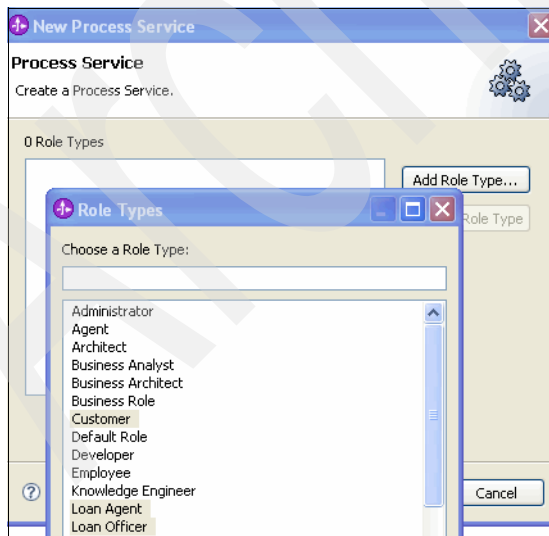 New Process Service
Process Service
Create a Process Service.
0 Role Types
Add Role Type...
Role Type
Role Types
Choose a Role Type:
Administrator
Agent
Architect
Business Analyst
Business Architect
Business Role
Customer
Default Role
Developer
Employee
Knowledge Engineer
Loan Agent
Loan Officer
?
Cancel